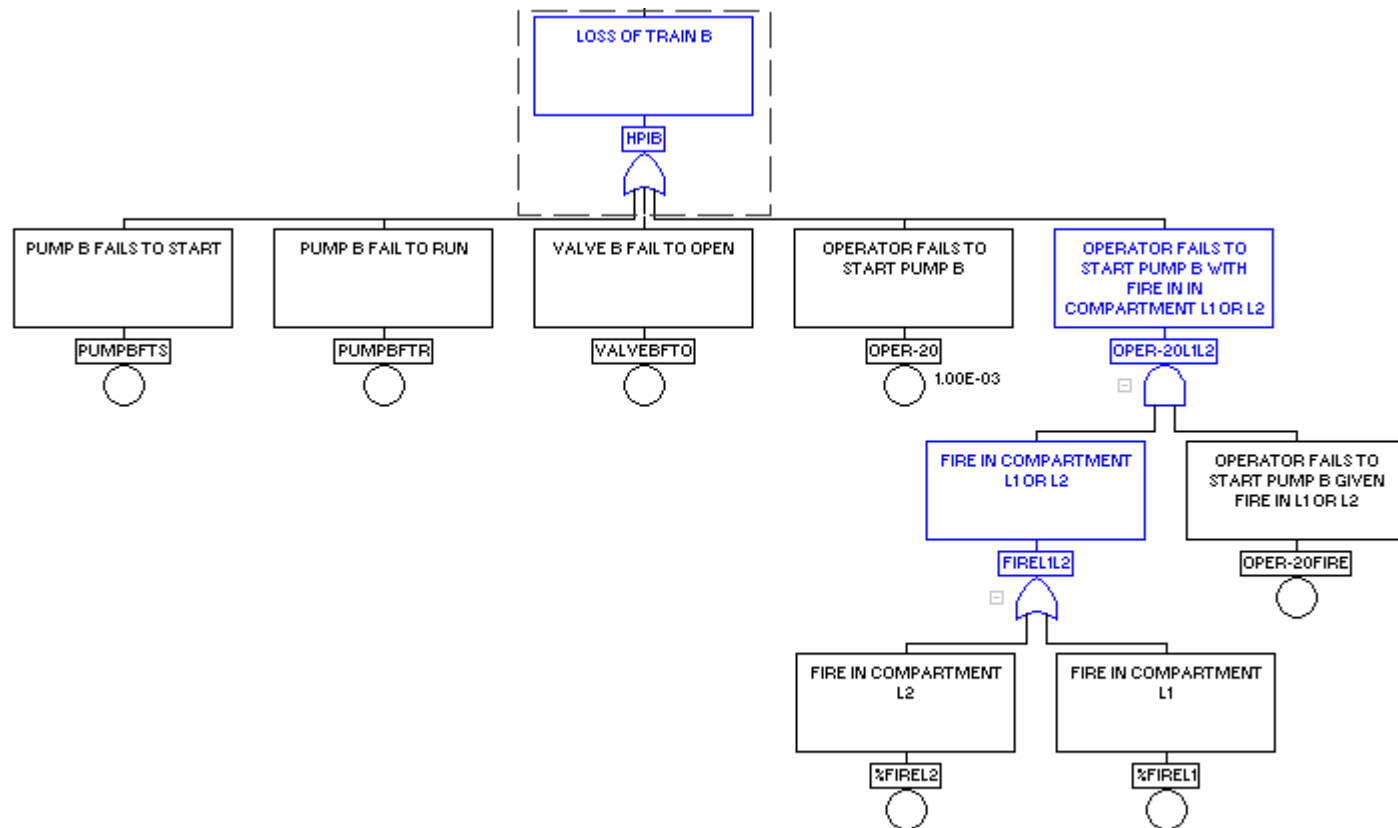 LOSS OF TRAIN B
HPIB
PUMP B FAILS TO START
PUMP B FAIL TO RUN
VALVE B FAIL TO OPEN
OPERATOR FAILS TO
START PUMP B
OPERATOR FAILS TO
START PUMP B WITH
FIRE IN IN
COMPARTMENT L1 OR L2
PUMPBFTS
PUMPBFTR
VALVEBFTO
OPER-20
1.00E-03
OPER-20L1L2
FIRE IN COMPARTMENT
L1 OR L2
OPERATOR FAILS TO
START PUMP B GIVEN
FIRE IN L1 OR L2
FIREL1L2
OPER-20FIRE
FIRE IN COMPARTMENT
L2
FIRE IN COMPARTMENT
L1
%FIREL2
%FIREL1